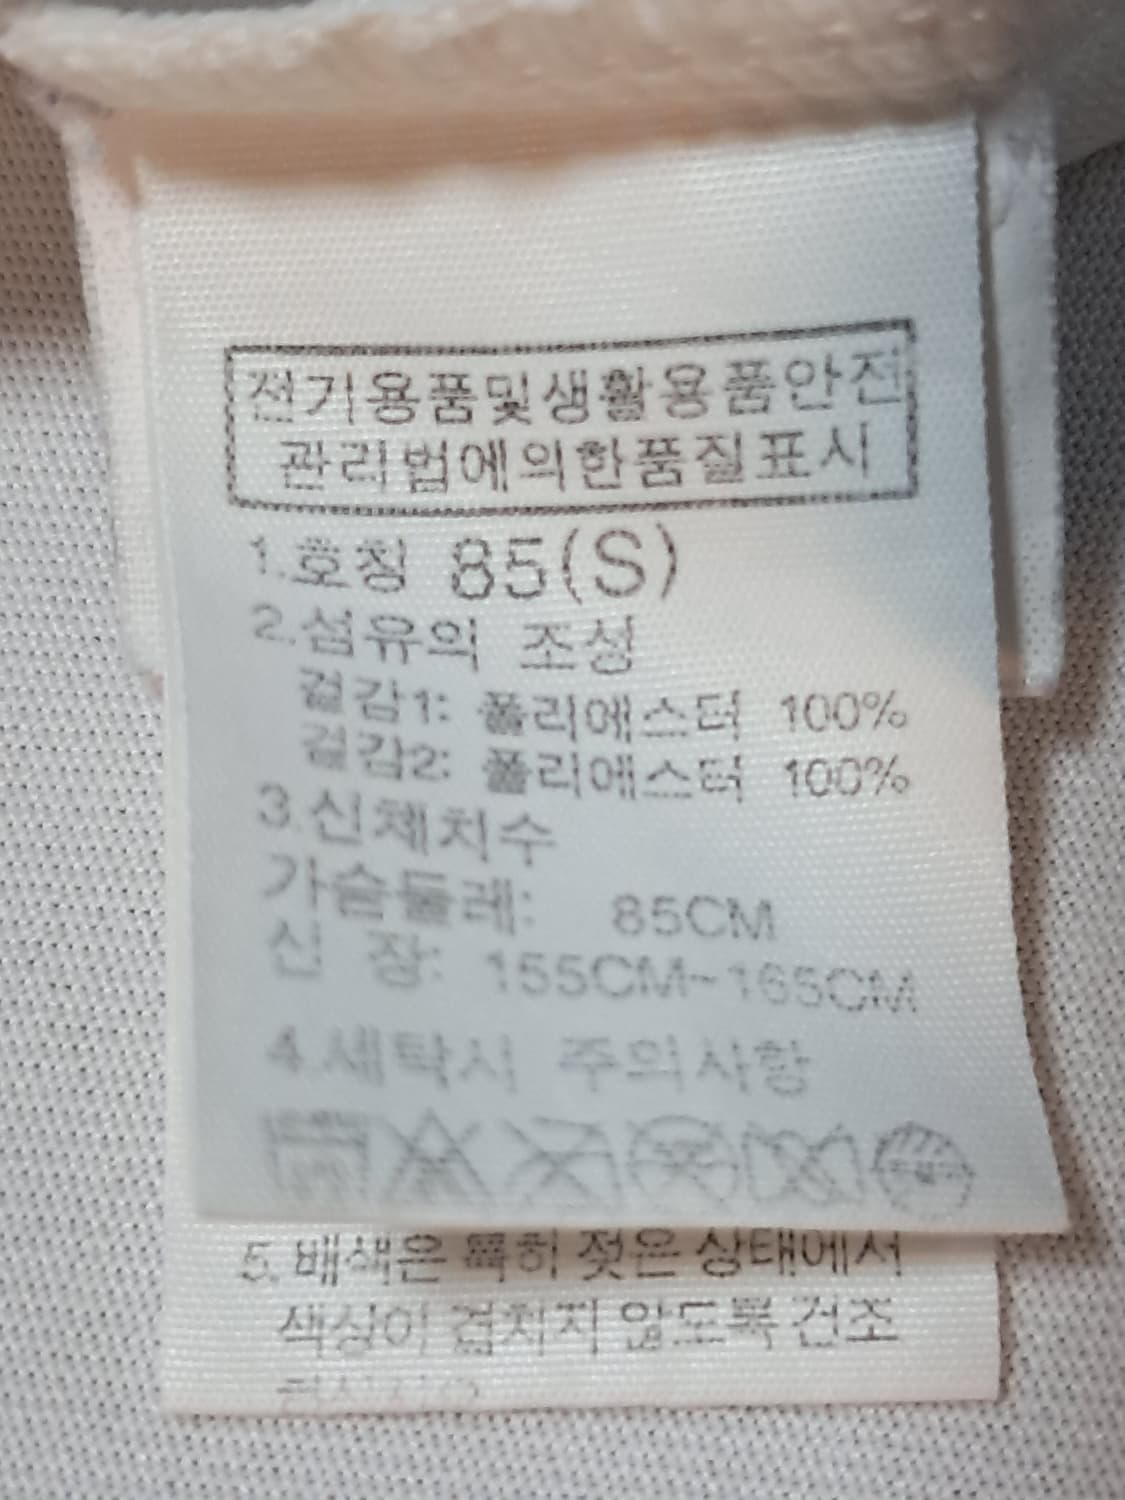 전기용품및생활용품안전
관리법에의한품질표시
1.호칭 85(S)
2.섬유의 조성
겉감1: 폴리에스터 100%
겉감2: 폴리에스터 100%
3.신체치수
가슴둘레: 85CM
신 장: 155CM~165CM
4.세탁시 주의사항
5. 배색은 특히 젖은 상태에서
색상이 겹치지 않도록 건조